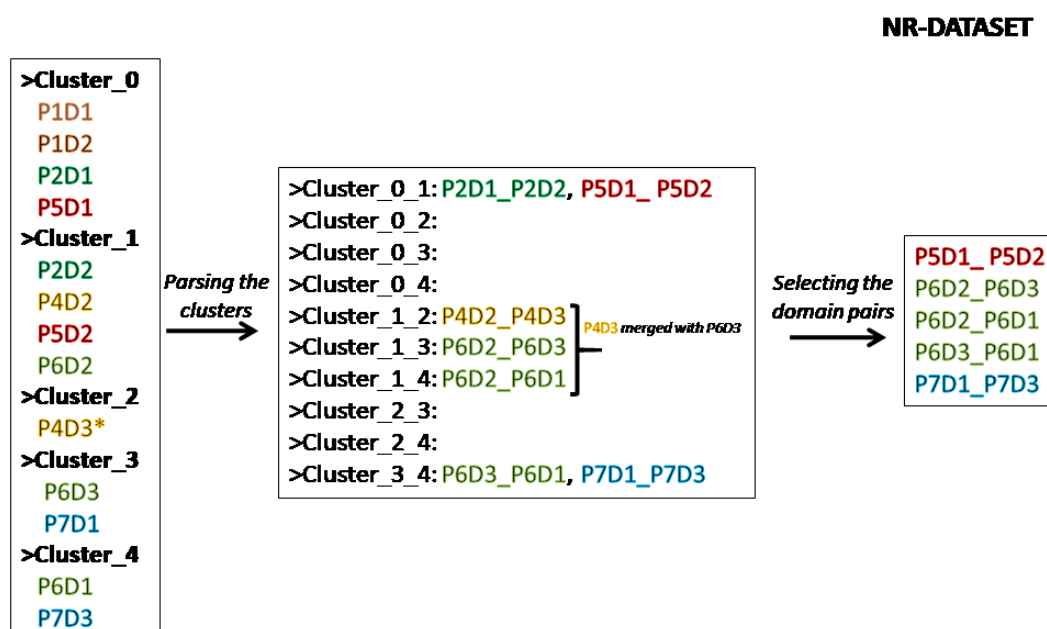 NR-DATASET
>Cluster_0
P1D1
P1D2
P2D1
P5D1
>Cluster_1
P2D2
P4D2
P5D2
P6D2
>Cluster_2
P4D3*
>Cluster_3
P6D3
P7D1
>Cluster_4
P6D1
P7D3
Parsing the
clusters
>Cluster_0_1: P2D1_P2D2, P5D1_ P5D2
>Cluster_0_2:
>Cluster_0_3:
>Cluster_0_4:
>Cluster_1_2: P4D2_P4D3
>Cluster_1_3: P6D2_P6D3
>Cluster_1_4: P6D2_P6D1
>Cluster_2_3:
>Cluster_2_4:
>Cluster_3_4: P6D3_P6D1, P7D1_P7D3
P4D3 merged with P6D3
Selecting the
domain pairs
P5D1_ P5D2
P6D2_P6D3
P6D2_P6D1
P6D3_P6D1
P7D1_P7D3